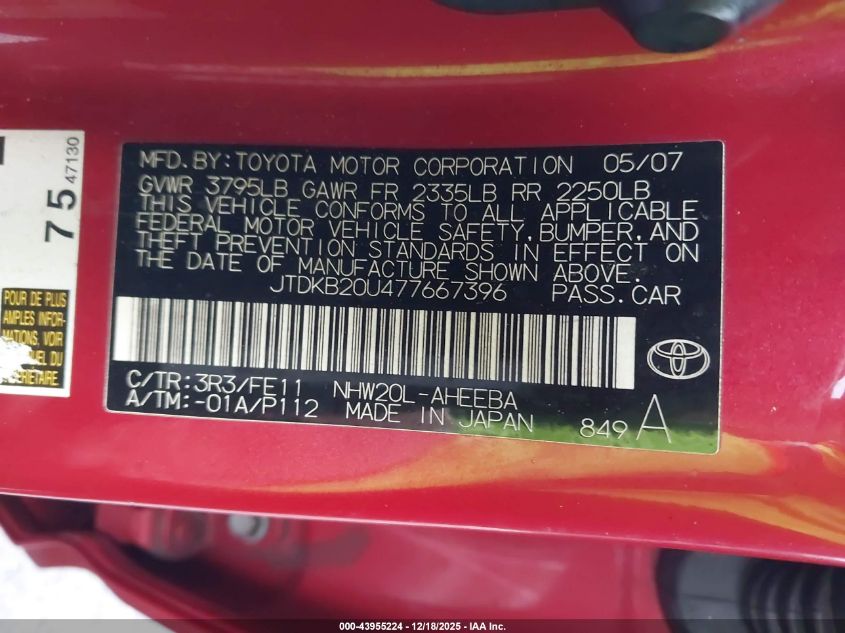 MFD. BY: TOYOTA MOTOR CORPORATION 05/07
GVWR 3795LB GAWR FR 2335LB RR 2250LB
THIS VEHICLE CONFORMS TO ALL APPLICABLE
FEDERAL MOTOR VEHICLE SAFETY, BUMPER, AND
THEFT PREVENTION STANDARDS IN EFFECT ON
THE DATE OF MANUFACTURE SHOWN ABOVE.
JTDKB20U477667396 PASS. CAR
C/TR: 3R3/FE11 NHW20L-AHEEBA
A/TM: -01A/P112 MADE IN JAPAN 849 A
75 47130
POUR DE PLUS
AMPLES INFOR-
MATIONS, VOIR
DU
000-43955224 - 12/18/2025 - IAA Inc.